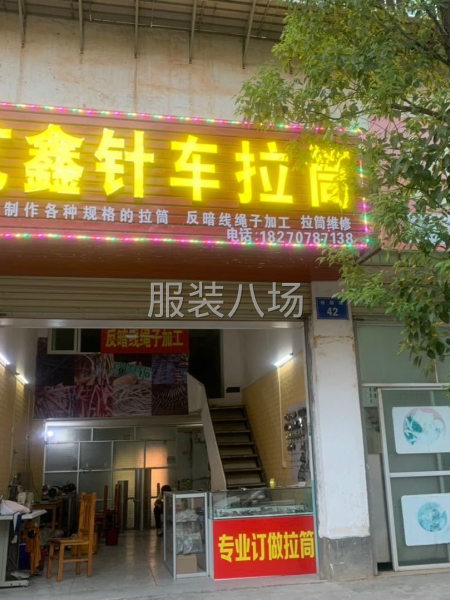 鑫针车拉筒
制作各种规格的拉筒 反暗线绳子加工 拉筒维修
电话:18270787138
服装八场
42
反暗线绳子加工
专业订做拉筒